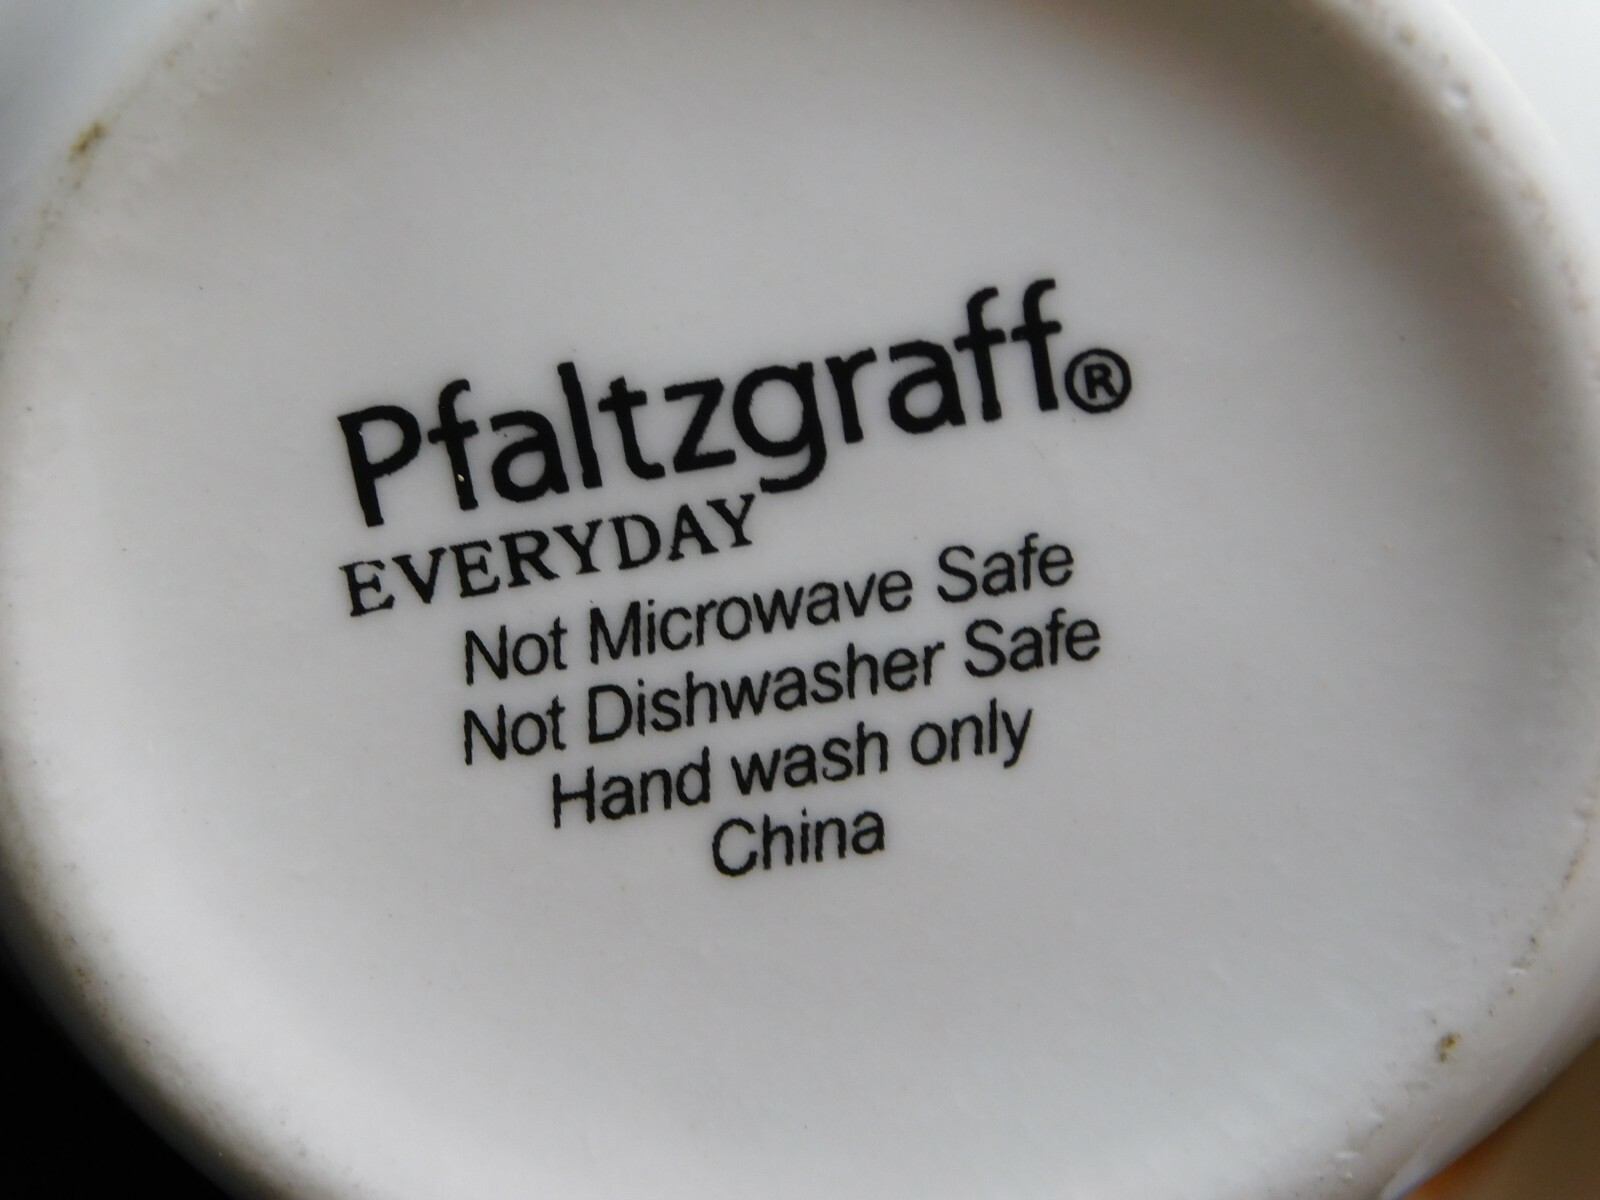 Pfaltzgraff®
EVERYDAY
Not Microwave Safe
Not Dishwasher Safe
Hand wash only
China